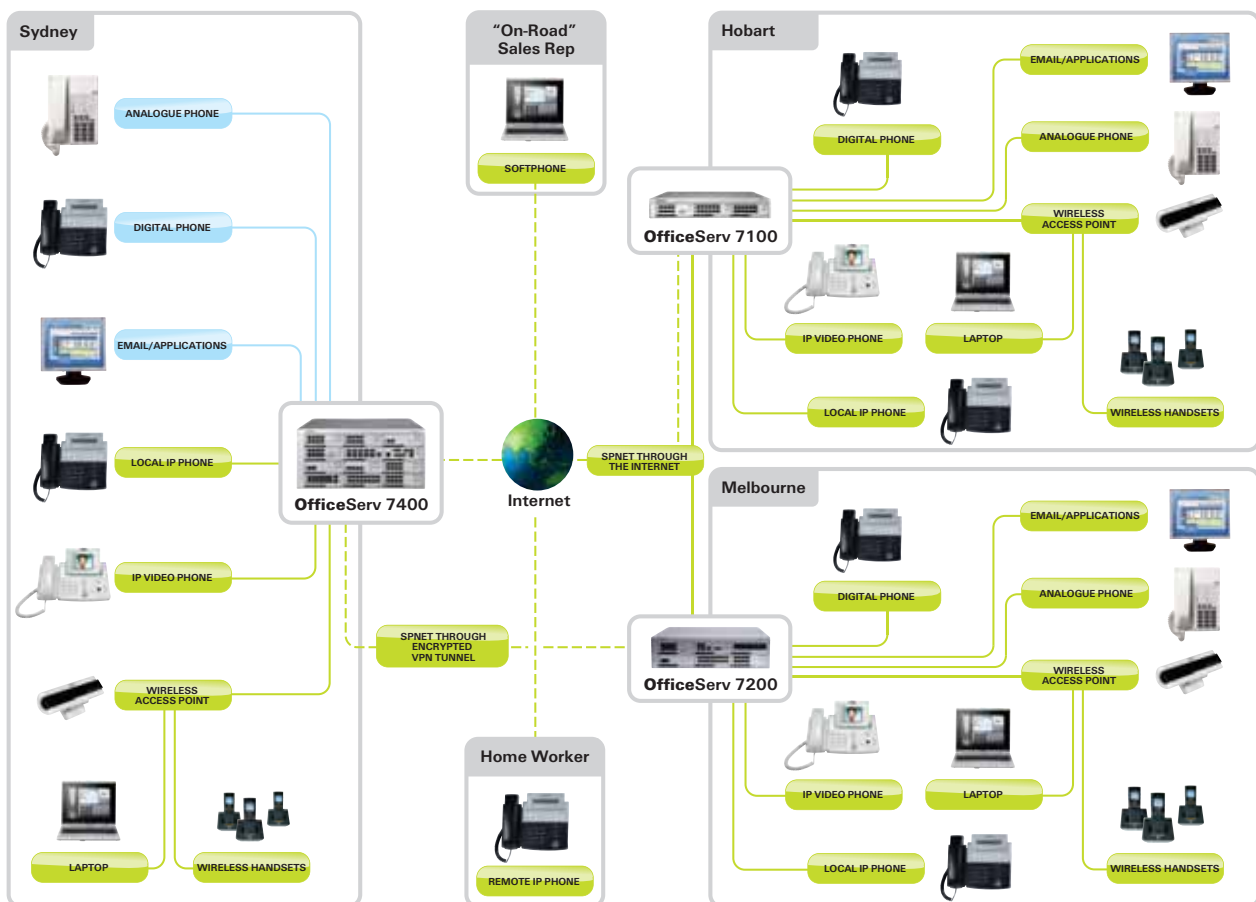 Sydney
ANALOGUE PHONE
DIGITAL PHONE
EMAIL/APPLICATIONS
LOCAL IP PHONE
OfficeServ 7400
IP VIDEO PHONE
WIRELESS
ACCESS POINT
LAPTOP
WIRELESS HANDSETS
“On-Road”
Sales Rep
SOFTPHONE
Internet
SPNET THROUGH
THE INTERNET
SPNET THROUGH
ENCRYPTED
VPN TUNNEL
Home Worker
REMOTE IP PHONE
Hobart
EMAIL/APPLICATIONS
DIGITAL PHONE
ANALOGUE PHONE
OfficeServ 7100
WIRELESS
ACCESS POINT
IP VIDEO PHONE
LAPTOP
LOCAL IP PHONE
WIRELESS HANDSETS
Melbourne
EMAIL/APPLICATIONS
DIGITAL PHONE
ANALOGUE PHONE
OfficeServ 7200
WIRELESS
ACCESS POINT
IP VIDEO PHONE
LAPTOP
LOCAL IP PHONE
WIRELESS HANDSETS